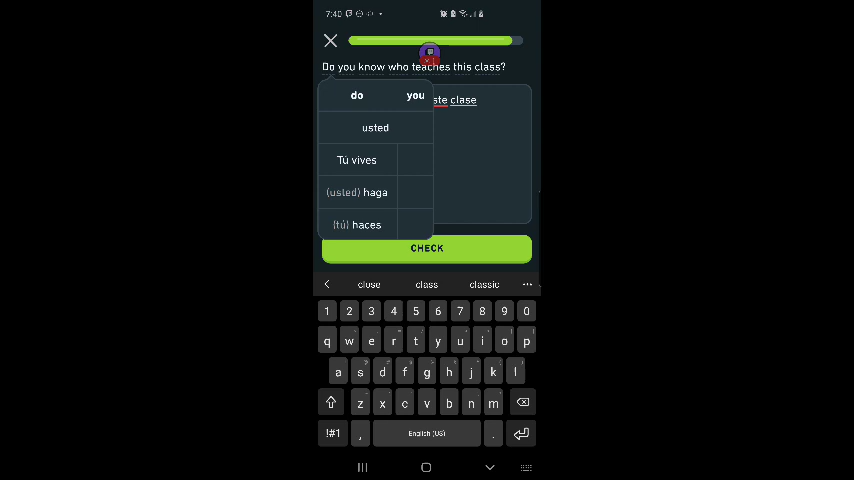 7:40
Do you know who teaches this class?
do you
ste clase
usted
Tú vives
(usted) haga
(tú) haces
CHECK
close class classic
1 2 3 4 5 6 7 8 9 0
q w e r t y u i o p
a s d f g h j k l
z x c v b n m
!#1 , English (US) .